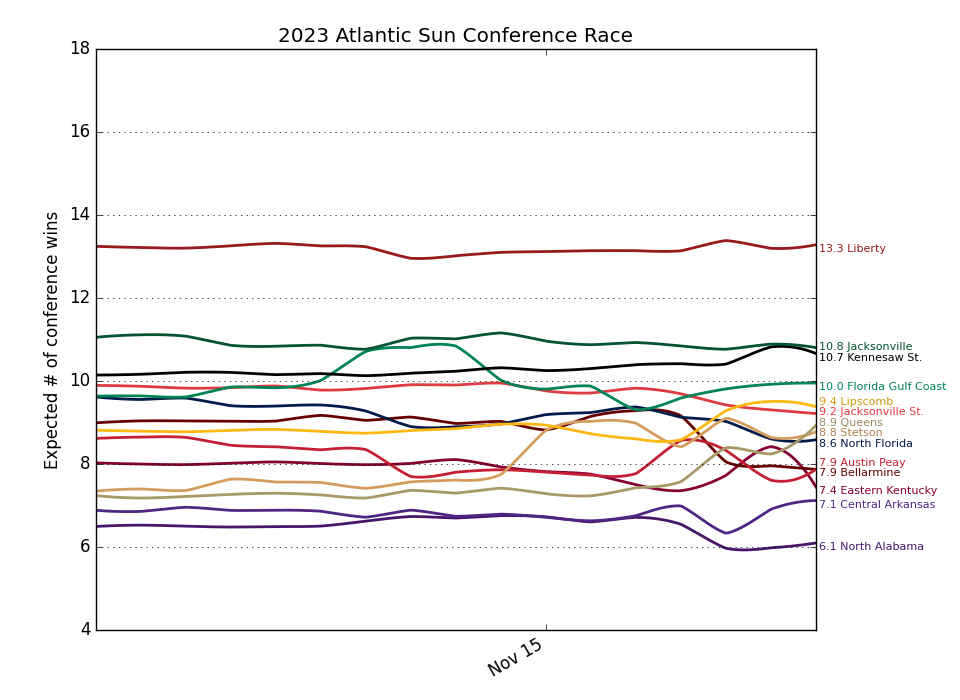 2023 Atlantic Sun Conference Race
Expected # of conference wins
18
16
14
12
10
8
6
4
Nov 15
13.3 Liberty
10.8 Jacksonville
10.7 Kennesaw St.
10.0 Florida Gulf Coast
9.4 Lipscomb
9.2 Jacksonville St.
8.9 Queens
8.8 Stetson
8.6 North Florida
7.9 Austin Peay
7.9 Bellarmine
7.4 Eastern Kentucky
7.1 Central Arkansas
6.1 North Alabama